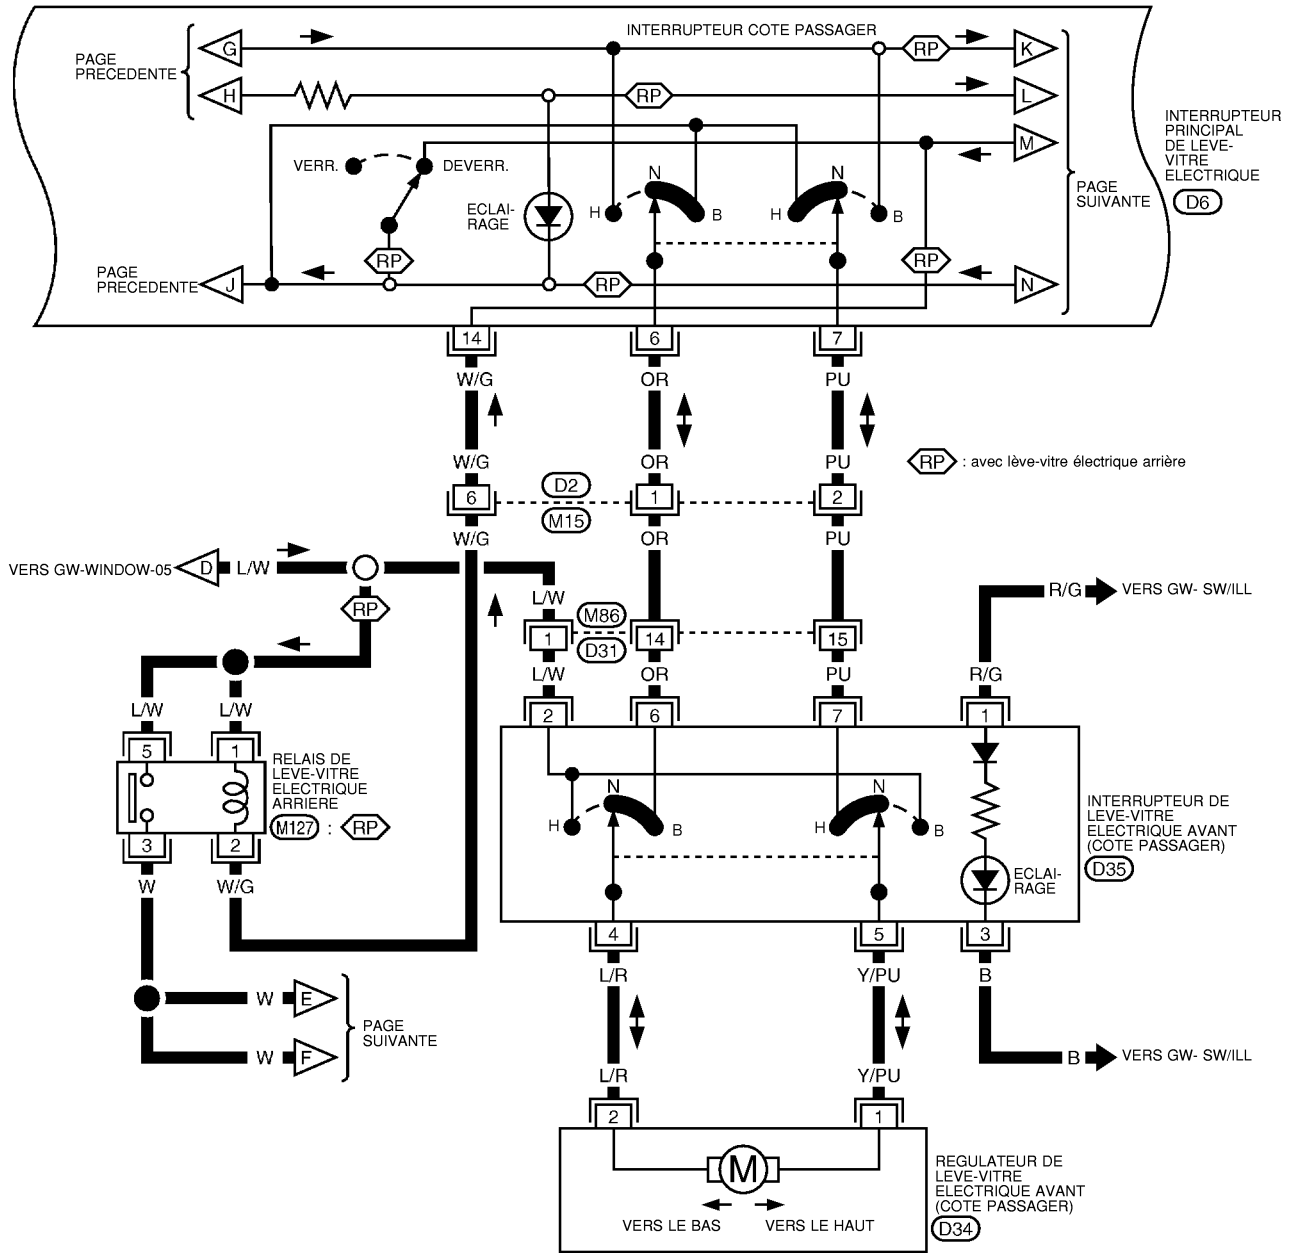 INTERRUPTEUR COTE PASSAGER
PAGE
PRECEDENTE
G
RP
K
H
RP
L
M
PAGE
SUIVANTE
INTERRUPTEUR
PRINCIPAL
DE LEVE-
VITRE
ELECTRIQUE
D6
VERR.
DEVERR.
N
N
ECLAI-
RAGE
H
B
H
B
RP
RP
PAGE
PRECEDENTE
J
RP
N
14
6
7
W/G
OR
PU
W/G
OR
PU
RP : avec lève-vitre électrique arrière
6
D2
1
2
M15
W/G
OR
PU
VERS GW-WINDOW-05
D
L/W
L/W
RP
M86
1
14
15
D31
R/G
VERS GW- SW/ILL
L/W
OR
PU
R/G
L/W
L/W
2
6
7
1
5
1
RELAIS DE
LEVE-VITRE
ELECTRIQUE
ARRIERE
M127 : RP
3
2
W
W/G
N
N
H
B
H
B
INTERRUPTEUR DE
LEVE-VITRE
ELECTRIQUE AVANT
(COTE PASSAGER)
D35
ECLAI-
RAGE
4
5
3
L/R
Y/PU
B
W
E
W
F
PAGE
SUIVANTE
B
VERS GW- SW/ILL
L/R
Y/PU
2
1
M
VERS LE BAS
VERS LE HAUT
REGULATEUR DE
LEVE-VITRE
ELECTRIQUE AVANT
(COTE PASSAGER)
D34